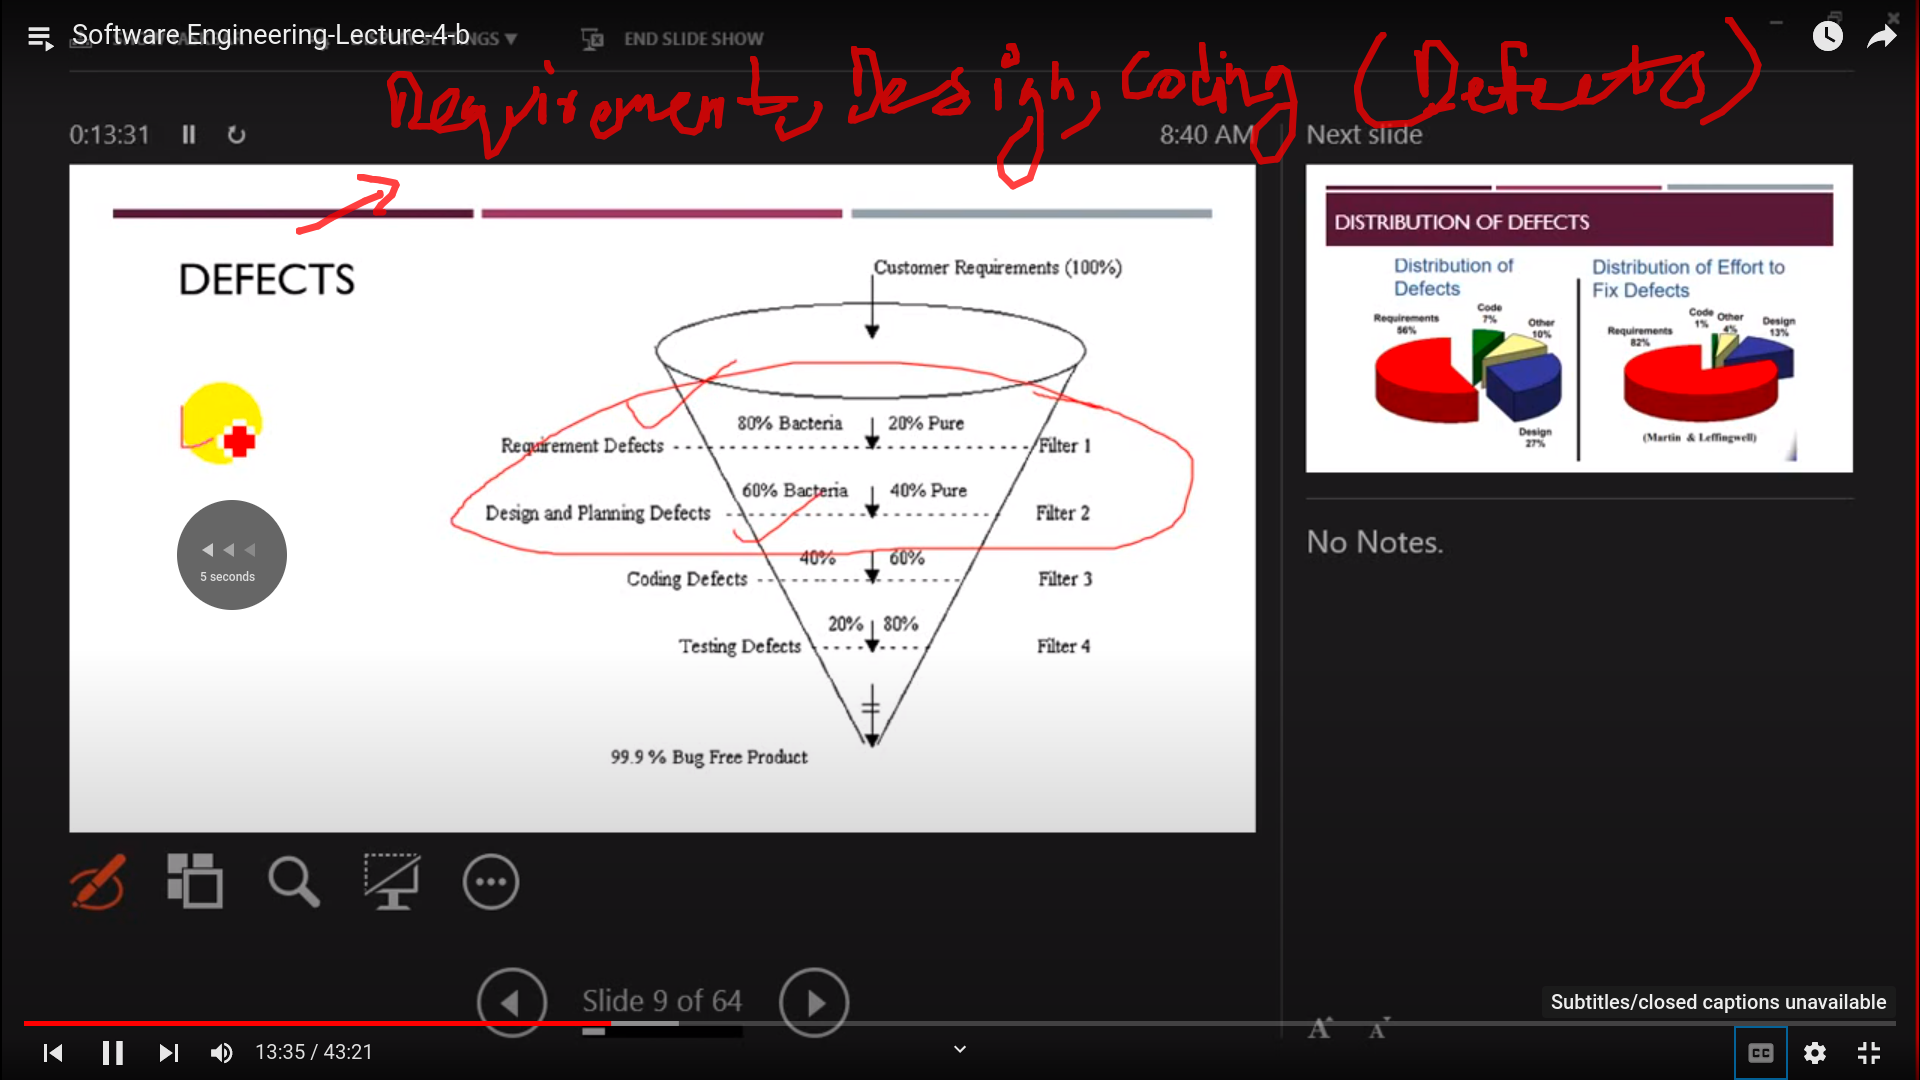 Software Engineering-Lecture-4-b
END SLIDE SHOW
Requirements, Design, Coding (Defects)
0:13:31
8:40 AM
Next slide
DEFECTS
Customer Requirements (100%)
80% Bacteria 20% Pure
Requirement Defects Filter 1
60% Bacteria 40% Pure
Design and Planning Defects Filter 2
40% 60%
Coding Defects Filter 3
20% 80%
Testing Defects Filter 4
99.9 % Bug Free Product
5 seconds
DISTRIBUTION OF DEFECTS
Distribution of
Defects
Requirements
56%
Code
7%
Other
10%
Design
27%
Distribution of Effort to
Fix Defects
Requirements
82%
Code
1%
Other
4%
Design
13%
(Martin & Leffingwell)
No Notes.
Slide 9 of 64
Subtitles/closed captions unavailable
A A
13:35 / 43:21
CC